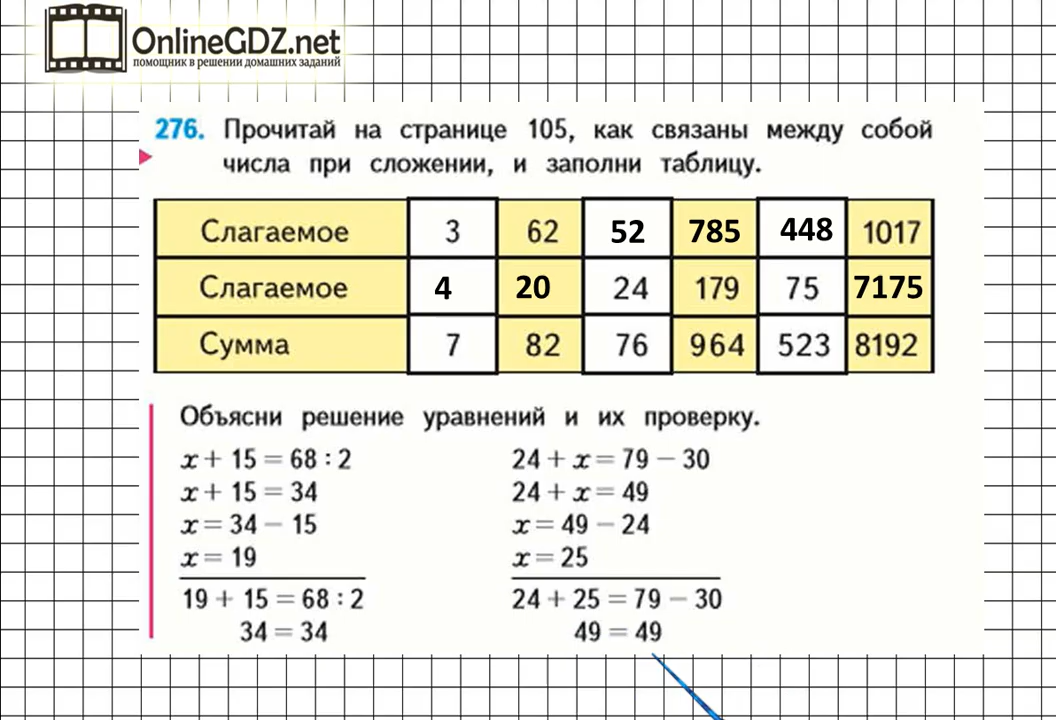 OnlineGDZ.net
помощник в решении домашних заданий
276. Прочитай на странице 105, как связаны между собой
числа при сложении, и заполни таблицу.
Слагаемое 3 62 52 785 448 1017
Слагаемое 4 20 24 179 75 7175
Сумма 7 82 76 964 523 8192
Объясни решение уравнений и их проверку.
x + 15 = 68 : 2 24 + x = 79 − 30
x + 15 = 34 24 + x = 49
x = 34 − 15 x = 49 − 24
x = 19 x = 25
19 + 15 = 68 : 2 24 + 25 = 79 − 30
34 = 34 49 = 49